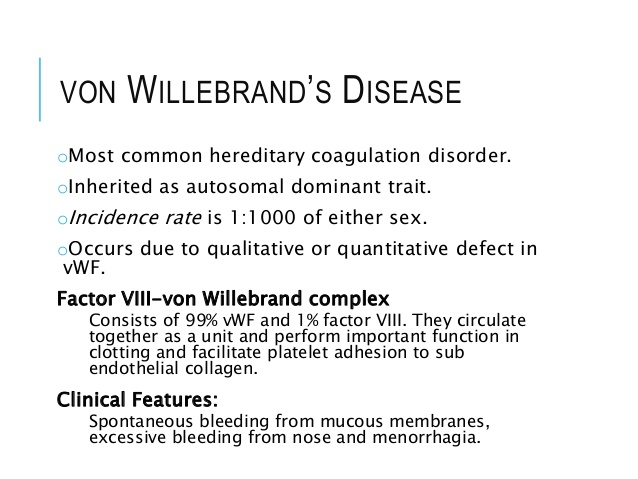 VON WILLEBRAND'S DISEASE
oMost common hereditary coagulation disorder.
oInherited as autosomal dominant trait.
oIncidence rate is 1:1000 of either sex.
oOccurs due to qualitative or quantitative defect in
vWF.
Factor VIII-von Willebrand complex
Consists of 99% vWF and 1% factor VIII. They circulate
together as a unit and perform important function in
clotting and facilitate platelet adhesion to sub
endothelial collagen.
Clinical Features:
Spontaneous bleeding from mucous membranes,
excessive bleeding from nose and menorrhagia.